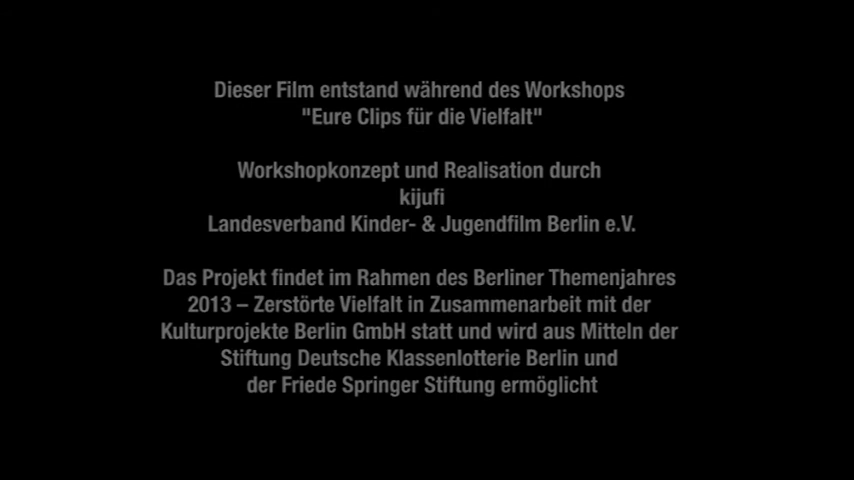 Dieser Film entstand während des Workshops
"Eure Clips für die Vielfalt"
Workshopkonzept und Realisation durch
kijufi
Landesverband Kinder- & Jugendfilm Berlin e.V.
Das Projekt findet im Rahmen des Berliner Themenjahres
2013 – Zerstörte Vielfalt in Zusammenarbeit mit der
Kulturprojekte Berlin GmbH statt und wird aus Mitteln der
Stiftung Deutsche Klassenlotterie Berlin und
der Friede Springer Stiftung ermöglicht